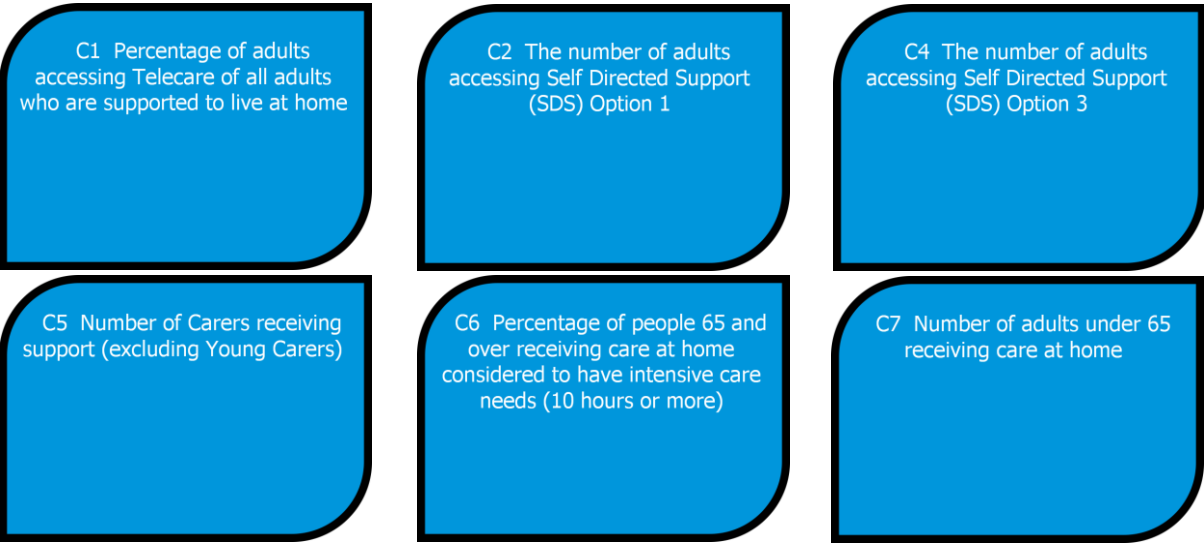 C1  Percentage of adults
accessing Telecare of all adults
who are supported to live at home
C2  The number of adults
accessing Self Directed Support
(SDS) Option 1
C4  The number of adults
accessing Self Directed Support
(SDS) Option 3
C5  Number of Carers receiving
support (excluding Young Carers)
C6  Percentage of people 65 and
over receiving care at home
considered to have intensive care
needs (10 hours or more)
C7  Number of adults under 65
receiving care at home